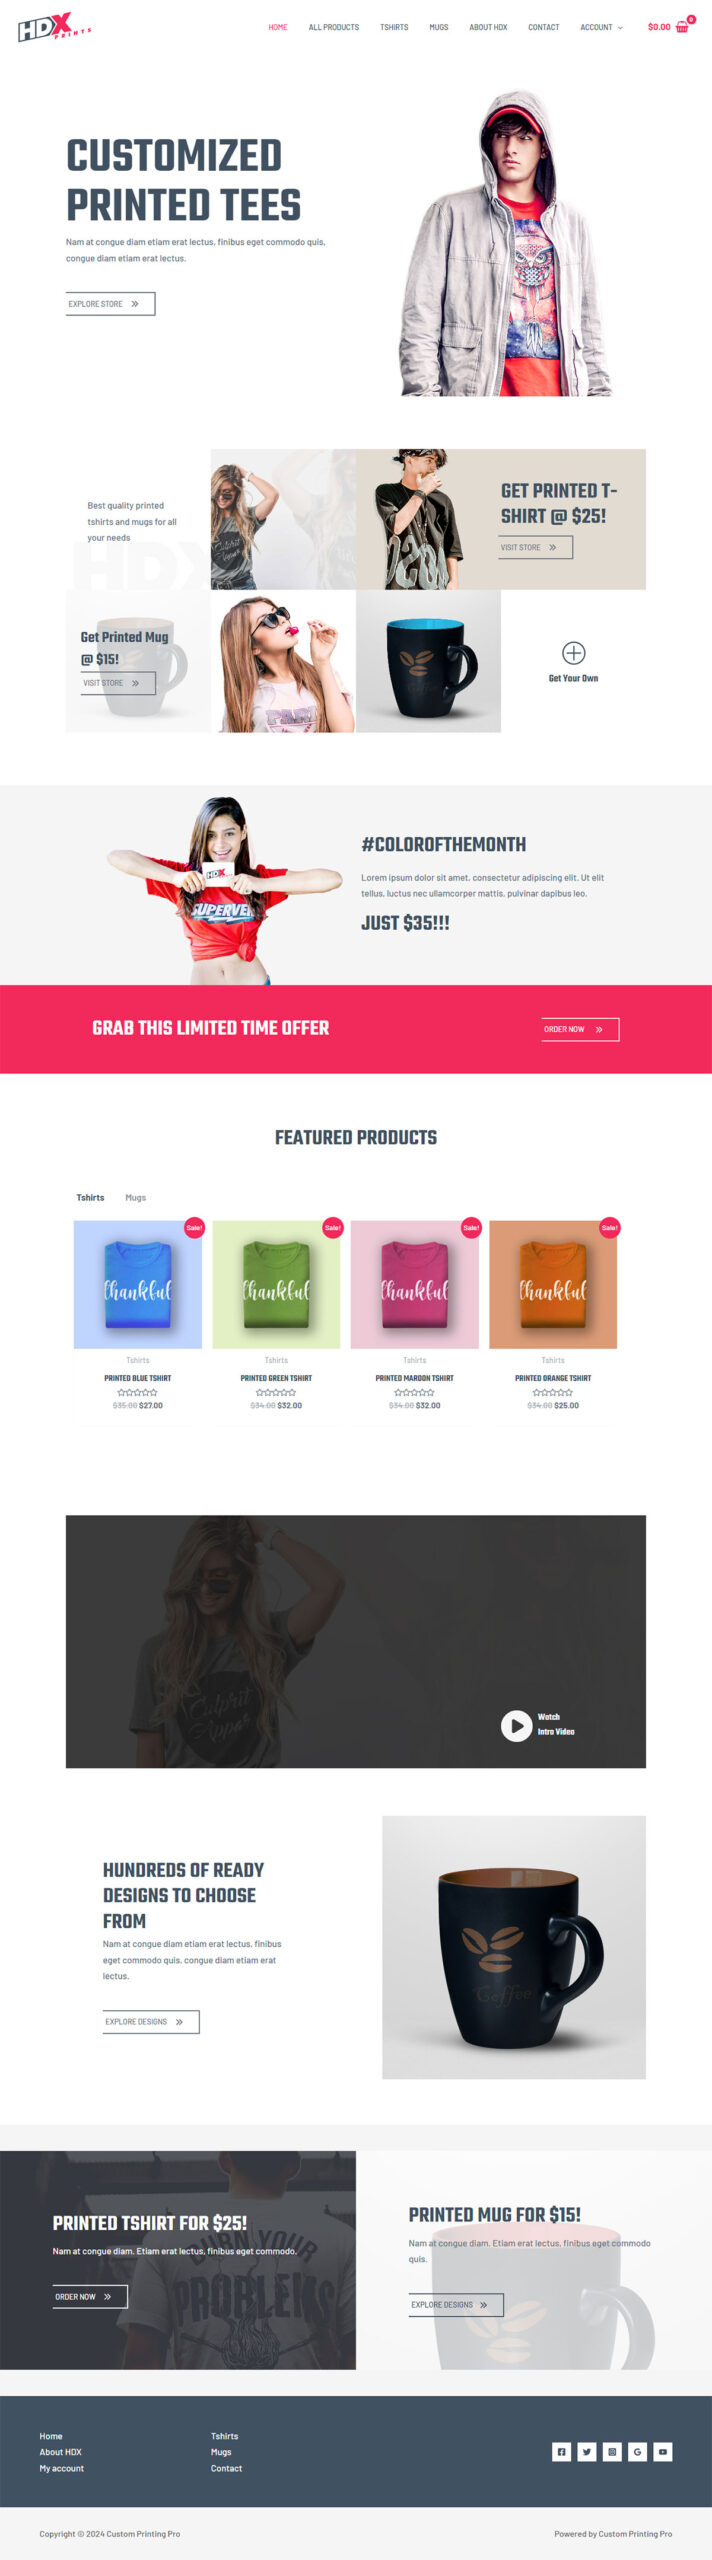 HDX
PRINTS
HOME
ALL PRODUCTS
TSHIRTS
MUGS
ABOUT HDX
CONTACT
ACCOUNT
$0.00
0
CUSTOMIZED
PRINTED TEES
Nam at congue diam etiam erat lectus, finibus eget commodo quis,
congue diam etiam erat lectus.
EXPLORE STORE
Best quality printed
tshirts and mugs for all
your needs
HDX
GET PRINTED T-
SHIRT @ $25!
VISIT STORE
Get Printed Mug
@ $15!
VISIT STORE
Coffee
Get Your Own
#COLOROFTHEMONTH
Lorem ipsum dolor sit amet, consectetur adipiscing elit. Ut elit
tellus, luctus nec ullamcorper mattis, pulvinar dapibus leo.
JUST $35!!!
HDX
SUPERVE
GRAB THIS LIMITED TIME OFFER
ORDER NOW
FEATURED PRODUCTS
Tshirts
Mugs
Sale!
Sale!
Sale!
Sale!
thankful
thankful
thankful
thankful
Tshirts
Tshirts
Tshirts
Tshirts
PRINTED BLUE TSHIRT
PRINTED GREEN TSHIRT
PRINTED MAROON TSHIRT
PRINTED ORANGE TSHIRT
$35.00 $27.00
$34.00 $32.00
$34.00 $32.00
$34.00 $25.00
Culprit
Appar
Watch
Intro Video
HUNDREDS OF READY
DESIGNS TO CHOOSE
FROM
Nam at congue diam etiam erat lectus, finibus
eget commodo quis, congue diam etiam erat
lectus.
EXPLORE DESIGNS
Coffee
PRINTED TSHIRT FOR $25!
Nam at congue diam. Etiam erat lectus, finibus eget commodo.
ORDER NOW
BURN YOUR
PROBLEMS
PRINTED MUG FOR $15!
Nam at congue diam. Etiam erat lectus, finibus eget commodo
quis.
EXPLORE DESIGNS
Home
About HDX
My account
Tshirts
Mugs
Contact
Copyright © 2024 Custom Printing Pro
Powered by Custom Printing Pro